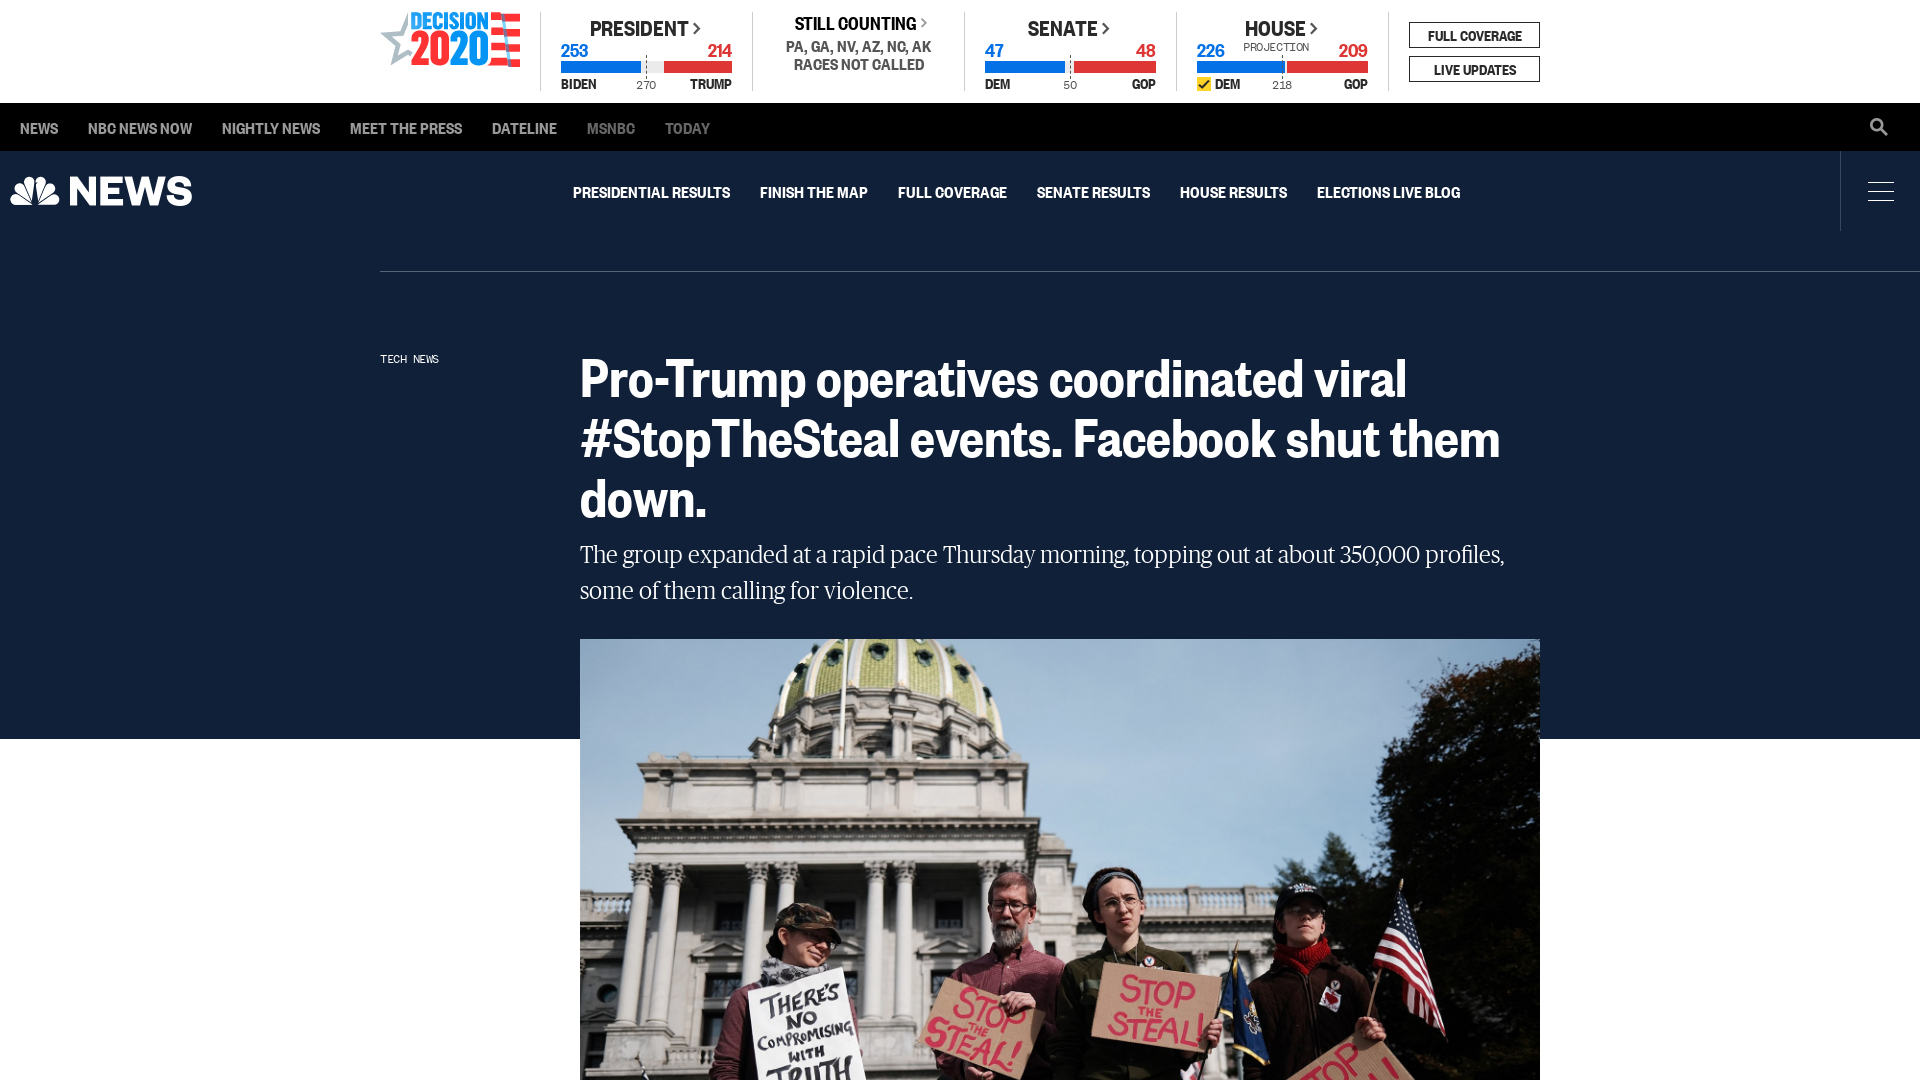 DECISION
2020
PRESIDENT
253
214
BIDEN
270
TRUMP
STILL COUNTING
PA, GA, NV, AZ, NC, AK
RACES NOT CALLED
SENATE
47
48
DEM
50
GOP
HOUSE
226
PROJECTION
209
DEM
218
GOP
FULL COVERAGE
LIVE UPDATES
NEWS
NBC NEWS NOW
NIGHTLY NEWS
MEET THE PRESS
DATELINE
MSNBC
TODAY
NEWS
PRESIDENTIAL RESULTS
FINISH THE MAP
FULL COVERAGE
SENATE RESULTS
HOUSE RESULTS
ELECTIONS LIVE BLOG
TECH NEWS
Pro-Trump operatives coordinated viral
#StopTheSteal events. Facebook shut them
down.
The group expanded at a rapid pace Thursday morning, topping out at about 350,000 profiles,
some of them calling for violence.
THERE'S
NO
COMPROMISING
WITH
TRUTH
STOP
THE
STEAL!
STOP
THE
STEAL!
STOP